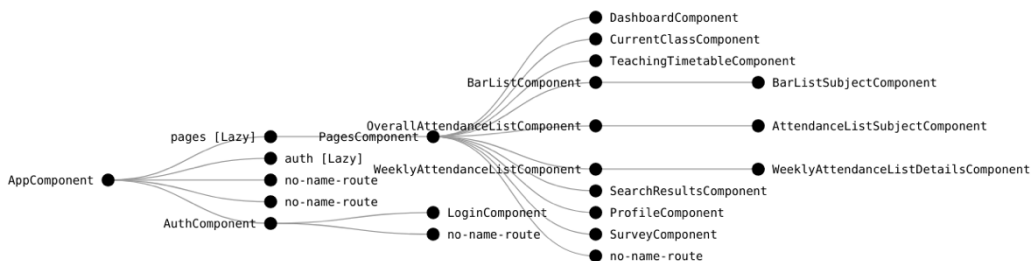 DashboardComponent
CurrentClassComponent
TeachingTimetableComponent
BarListComponent
BarListSubjectComponent
OverallAttendanceListComponent
AttendanceListSubjectComponent
pages [Lazy]
PagesComponent
auth [Lazy]
WeeklyAttendanceListComponent
WeeklyAttendanceListDetailsComponent
AppComponent
no-name-route
SearchResultsComponent
no-name-route
LoginComponent
ProfileComponent
AuthComponent
no-name-route
SurveyComponent
no-name-route